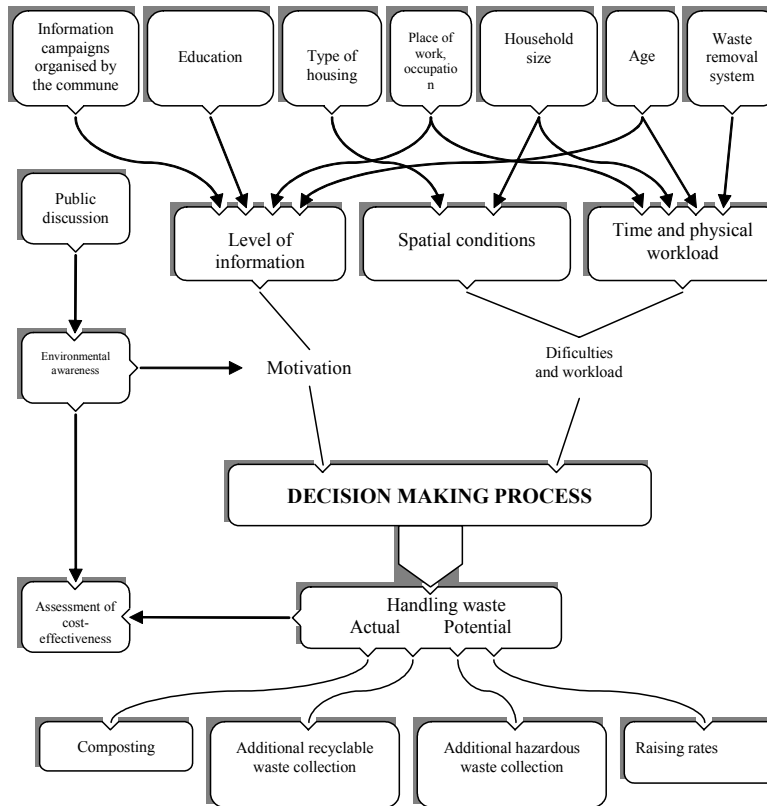 Information
campaigns
organised by
the commune
Education
Type of
housing
Place of
work,
occupatio
n
Household
size
Age
Waste
removal
system
Public
discussion
Level of
information
Spatial conditions
Time and physical
workload
Environmental
awareness
Motivation
Dificulties
and workload
DECISION MAKING PROCESS
Assessment of
cost-
effectiveness
Handling waste
Actual Potential
Composting
Additional recyclable
waste collection
Additional hazardous
waste collection
Raising rates